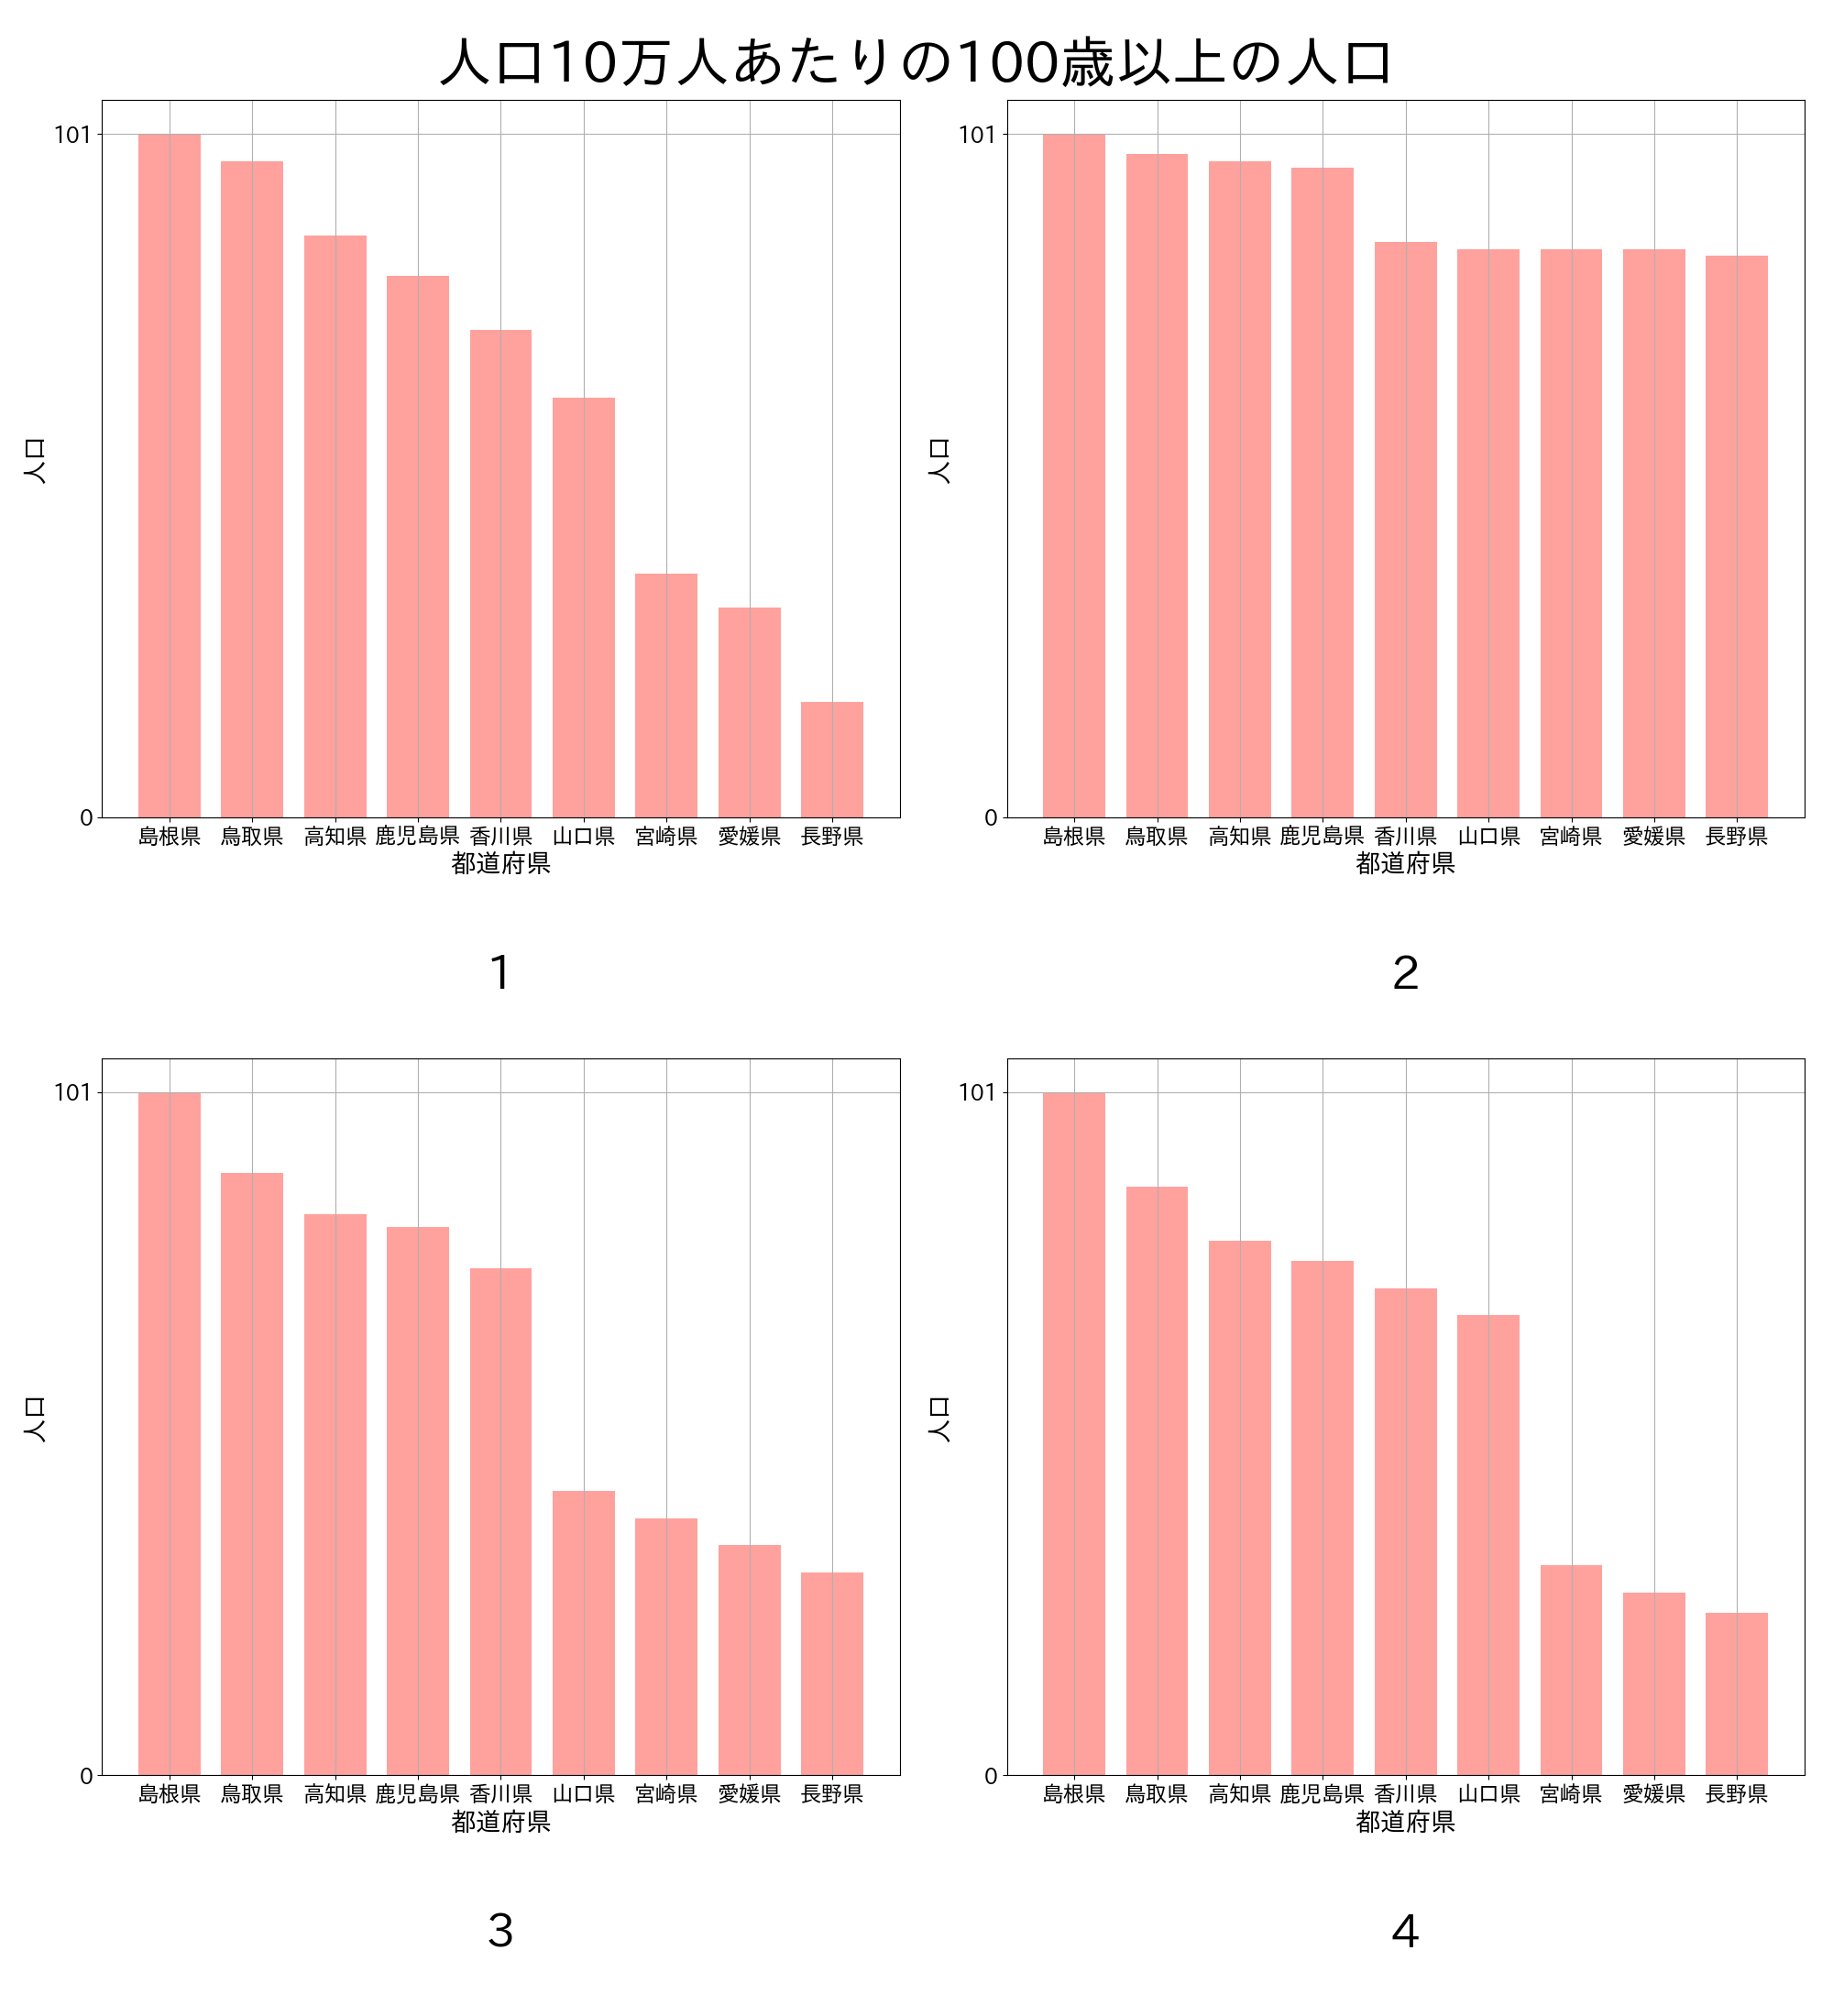 人口10万人あたりの100歳以上の人口
101
0
人口
島根県 鳥取県 高知県 鹿児島県 香川県 山口県 宮崎県 愛媛県 長野県
都道府県
1
101
0
人口
島根県 鳥取県 高知県 鹿児島県 香川県 山口県 宮崎県 愛媛県 長野県
都道府県
2
101
0
人口
島根県 鳥取県 高知県 鹿児島県 香川県 山口県 宮崎県 愛媛県 長野県
都道府県
3
101
0
人口
島根県 鳥取県 高知県 鹿児島県 香川県 山口県 宮崎県 愛媛県 長野県
都道府県
4